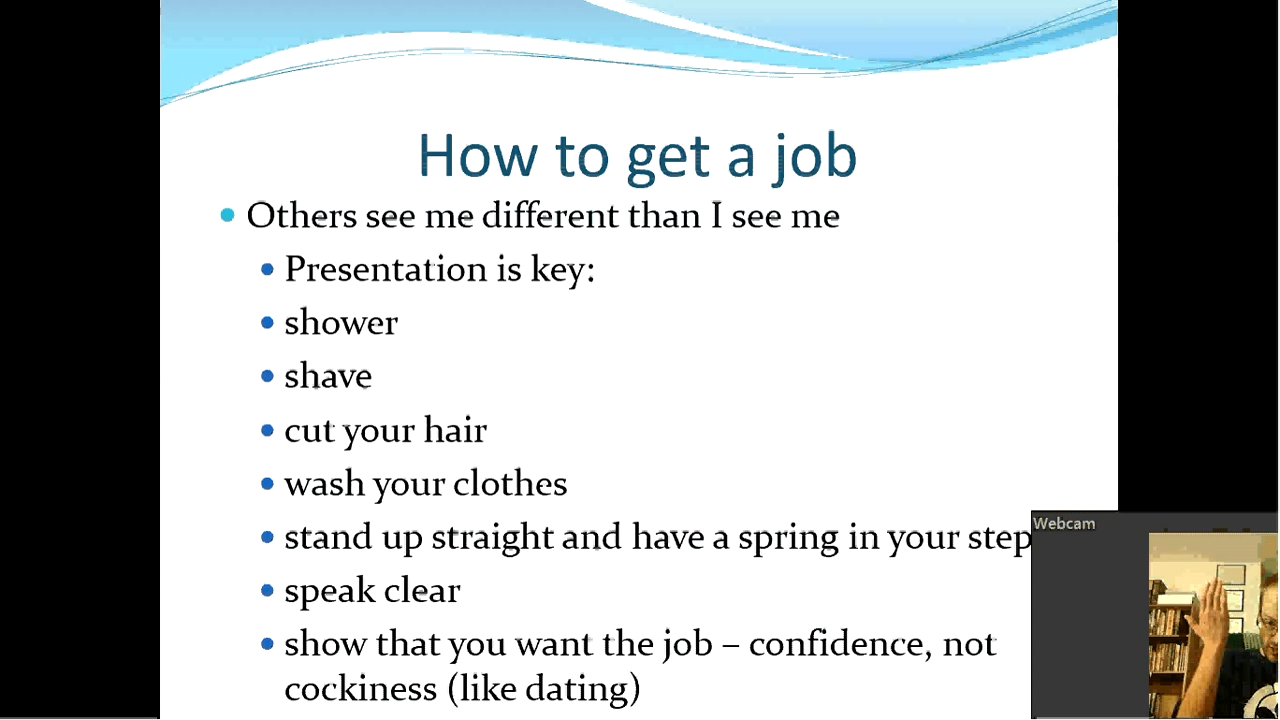 How to get a job
Others see me different than I see me
Presentation is key:
shower
shave
cut your hair
wash your clothes
stand up straight and have a spring in your step
speak clear
show that you want the job – confidence, not
cockiness (like dating)
Webcam